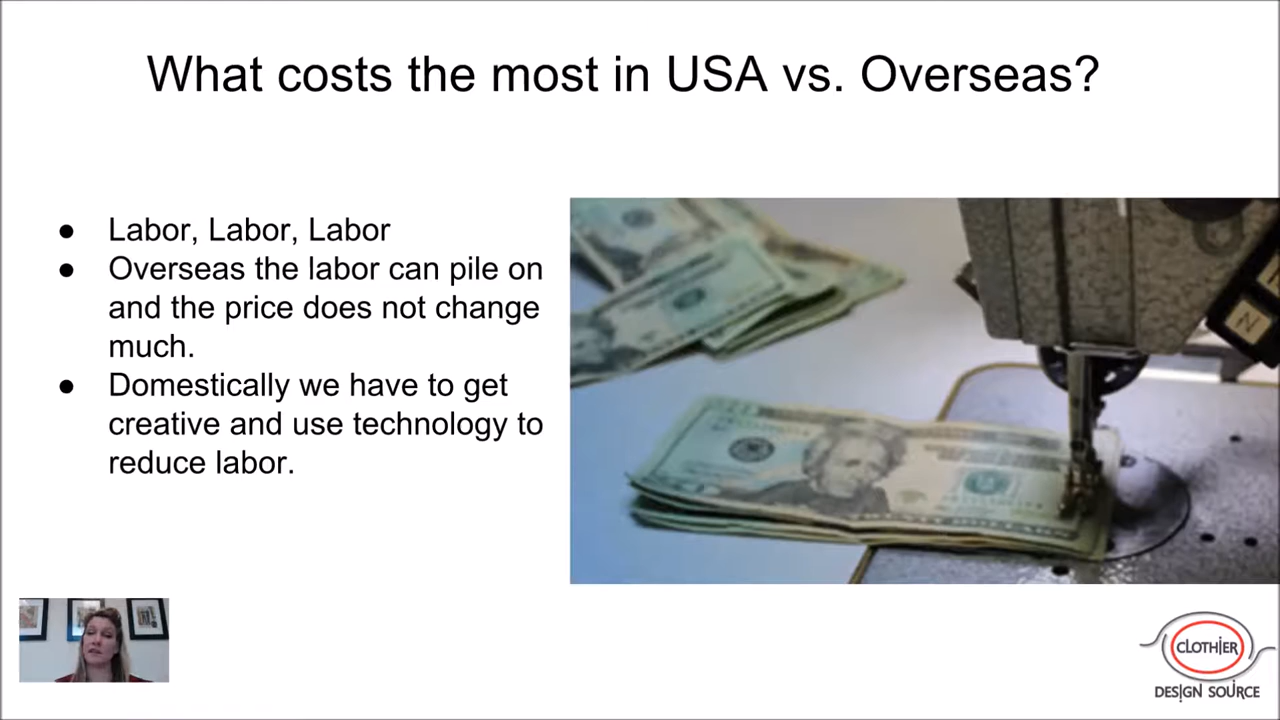 What costs the most in USA vs. Overseas?
● Labor, Labor, Labor
● Overseas the labor can pile on
and the price does not change
much.
● Domestically we have to get
creative and use technology to
reduce labor.
N
CLOTHIER
DESIGN SOURCE